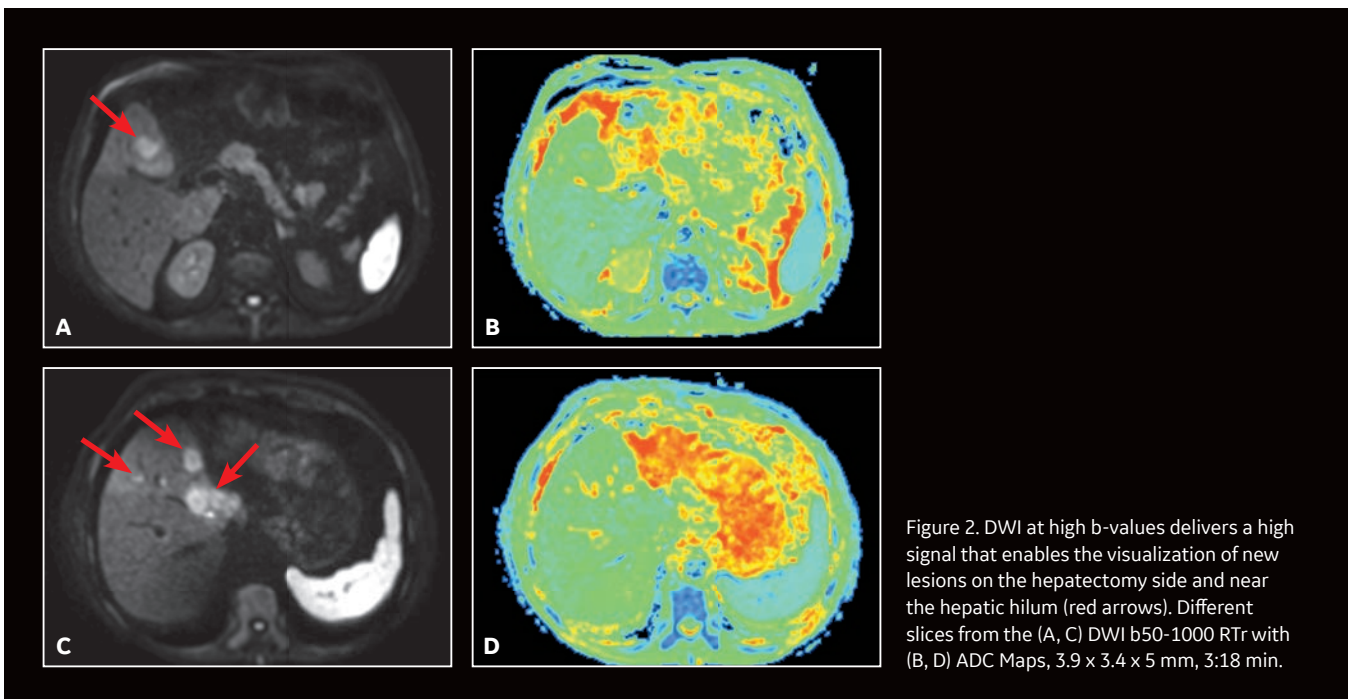 A
B
C
D
Figure 2. DWI at high b-values delivers a high
signal that enables the visualization of new
lesions on the hepatectomy side and near
the hepatic hilum (red arrows). Different
slices from the (A, C) DWI b50-1000 RTr with
(B, D) ADC Maps, 3.9 x 3.4 x 5 mm, 3:18 min.